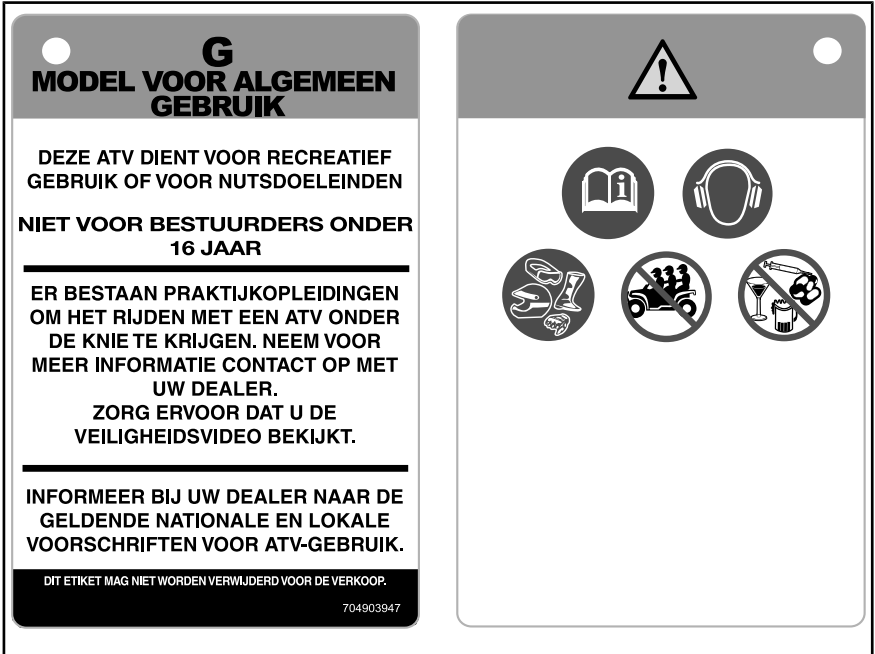 G
MODEL VOOR ALGEMEEN
GEBRUIK
DEZE ATV DIENT VOOR RECREATIEF
GEBRUIK OF VOOR NUTSDOELEINDEN
NIET VOOR BESTUURDERS ONDER
16 JAAR
ER BESTAAN PRAKTIJKOPLEIDINGEN
OM HET RIJDEN MET EEN ATV ONDER
DE KNIE TE KRIJGEN. NEEM VOOR
MEER INFORMATIE CONTACT OP MET
UW DEALER.
ZORG ERVOOR DAT U DE
VEILIGHEIDSVIDEO BEKIJKT.
INFORMEER BIJ UW DEALER NAAR DE
GELDENDE NATIONALE EN LOKALE
VOORSCHRIFTEN VOOR ATV-GEBRUIK.
DIT ETIKET MAG NIET WORDEN VERWIJDERD VOOR DE VERKOOP.
704903947
!
i